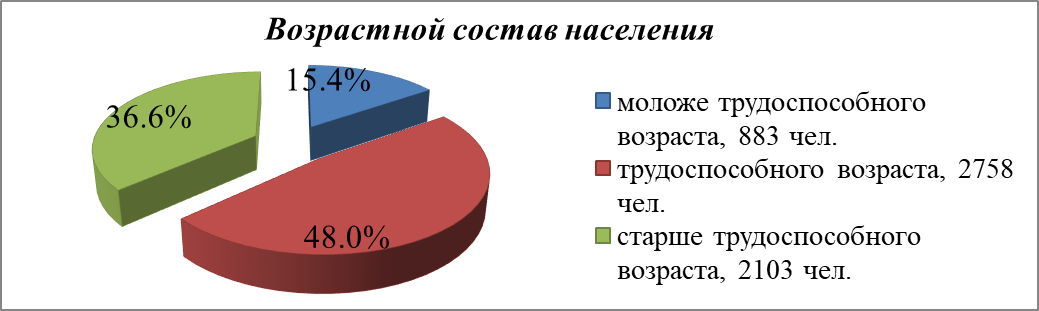 Возрастной состав населения
15.4%
36.6%
48.0%
моложе трудоспособного
возраста, 883 чел.
трудоспособного возраста, 2758
чел.
старше трудоспособного
возраста, 2103 чел.